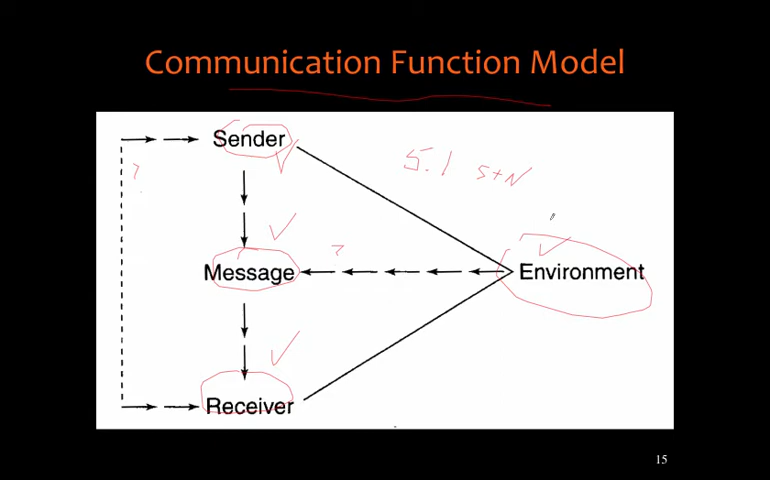 Communication Function Model
Sender
5.1 S+N
?
?
Message
Environment
Receiver
15